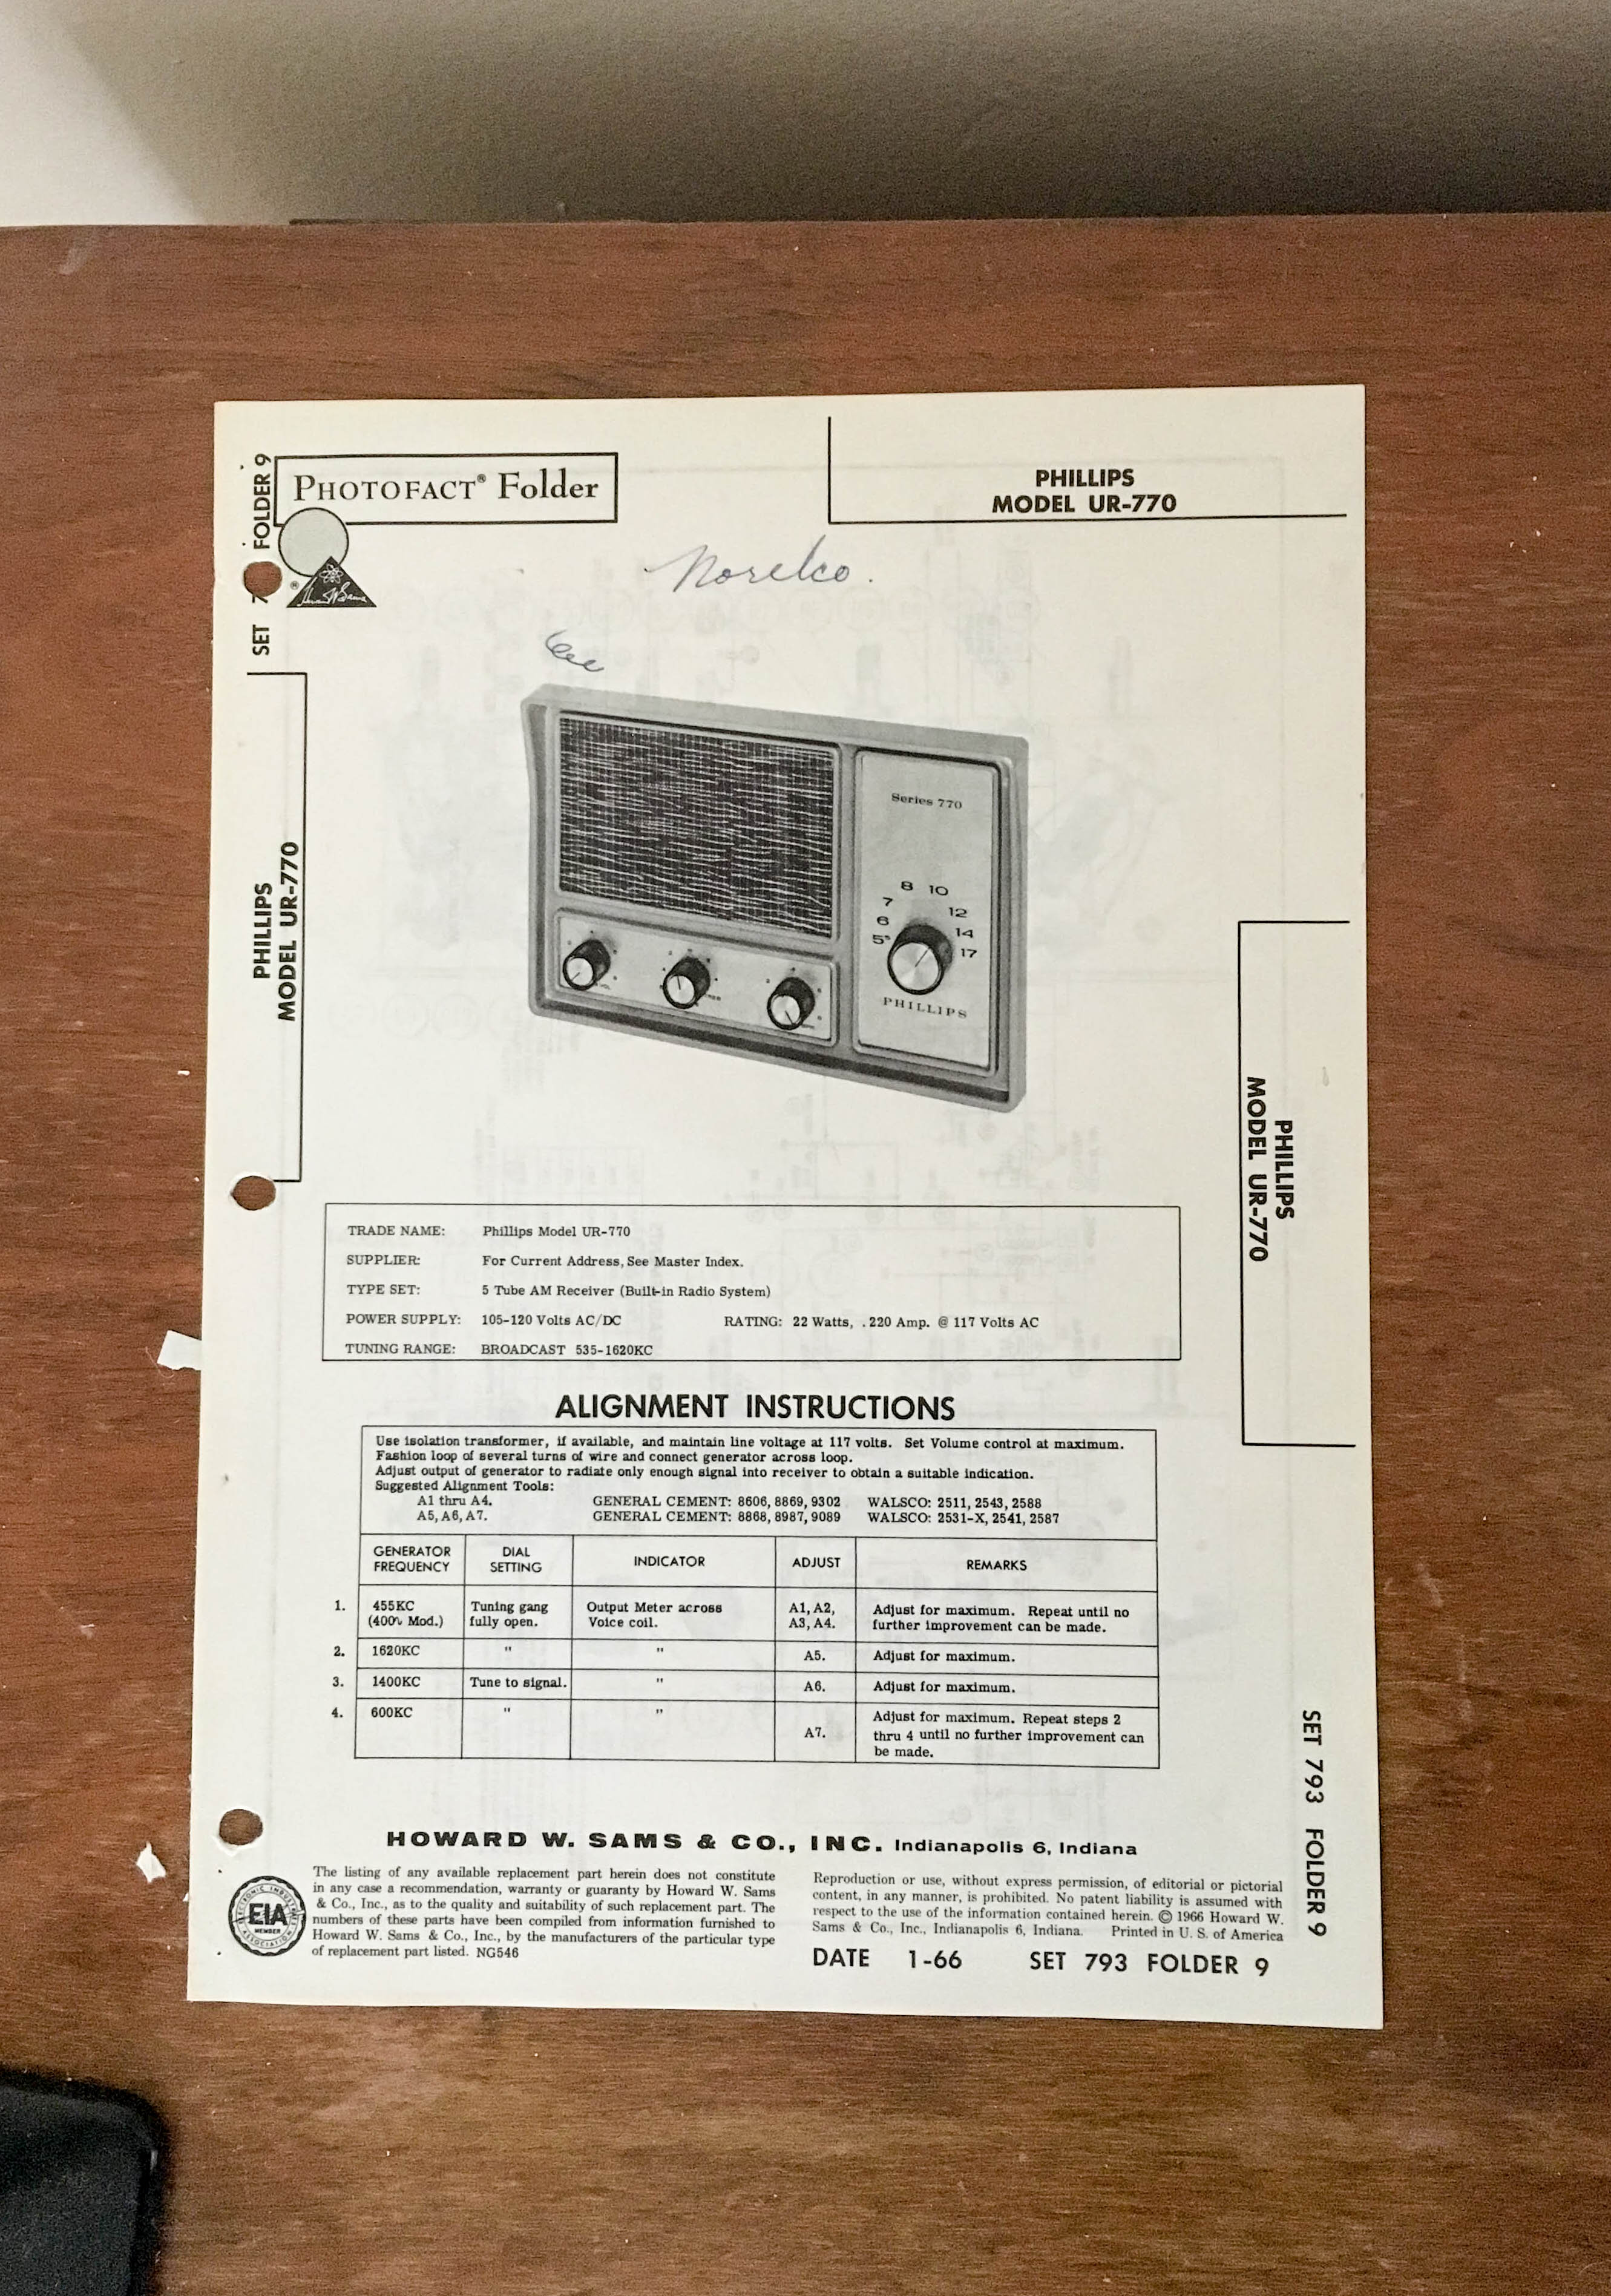 PHOTOFACT® Folder
PHILLIPS
MODEL UR-770
SET 7 FOLDER 9
Norelco.
PHILLIPS
MODEL UR-770
Series 770
5
6
7
8
10
12
14
17
PHILLIPS
PHILLIPS
MODEL UR-770
TRADE NAME: Phillips Model UR-770
SUPPLIER: For Current Address, See Master Index.
TYPE SET: 5 Tube AM Receiver (Built-in Radio System)
POWER SUPPLY: 105-120 Volts AC/DC RATING: 22 Watts, .220 Amp. @ 117 Volts AC
TUNING RANGE: BROADCAST 535-1620KC
ALIGNMENT INSTRUCTIONS
Use isolation transformer, if available, and maintain line voltage at 117 volts. Set Volume control at maximum.
Fashion loop of several turns of wire and connect generator across loop.
Adjust output of generator to radiate only enough signal into receiver to obtain a suitable indication.
Suggested Alignment Tools:
A1 thru A4. GENERAL CEMENT: 8606, 8869, 9302 WALSCO: 2511, 2543, 2588
A5, A6, A7. GENERAL CEMENT: 8868, 8987, 9089 WALSCO: 2531-X, 2541, 2587
GENERATOR FREQUENCY DIAL SETTING INDICATOR ADJUST REMARKS
1. 455KC Tuning gang Output Meter across A1, A2, Adjust for maximum. Repeat until no
(400∿ Mod.) fully open. Voice coil. A3, A4. further improvement can be made.
2. 1620KC " " A5. Adjust for maximum.
3. 1400KC Tune to signal. " A6. Adjust for maximum.
4. 600KC " " A7. Adjust for maximum. Repeat steps 2
thru 4 until no further improvement can
be made.
SET 793 FOLDER 9
HOWARD W. SAMS & CO., INC. Indianapolis 6, Indiana
The listing of any available replacement part herein does not constitute
in any case a recommendation, warranty or guaranty by Howard W. Sams
& Co., Inc., as to the quality and suitability of such replacement part. The
numbers of these parts have been compiled from information furnished to
Howard W. Sams & Co., Inc., by the manufacturers of the particular type
of replacement part listed. NG546
Reproduction or use, without express permission, of editorial or pictorial
content, in any manner, is prohibited. No patent liability is assumed with
respect to the use of the information contained herein. © 1966 Howard W.
Sams & Co., Inc., Indianapolis 6, Indiana. Printed in U. S. of America
ELECTRONIC INDUSTRIES
EIA
MEMBER
ASSOCIATION
DATE 1-66 SET 793 FOLDER 9